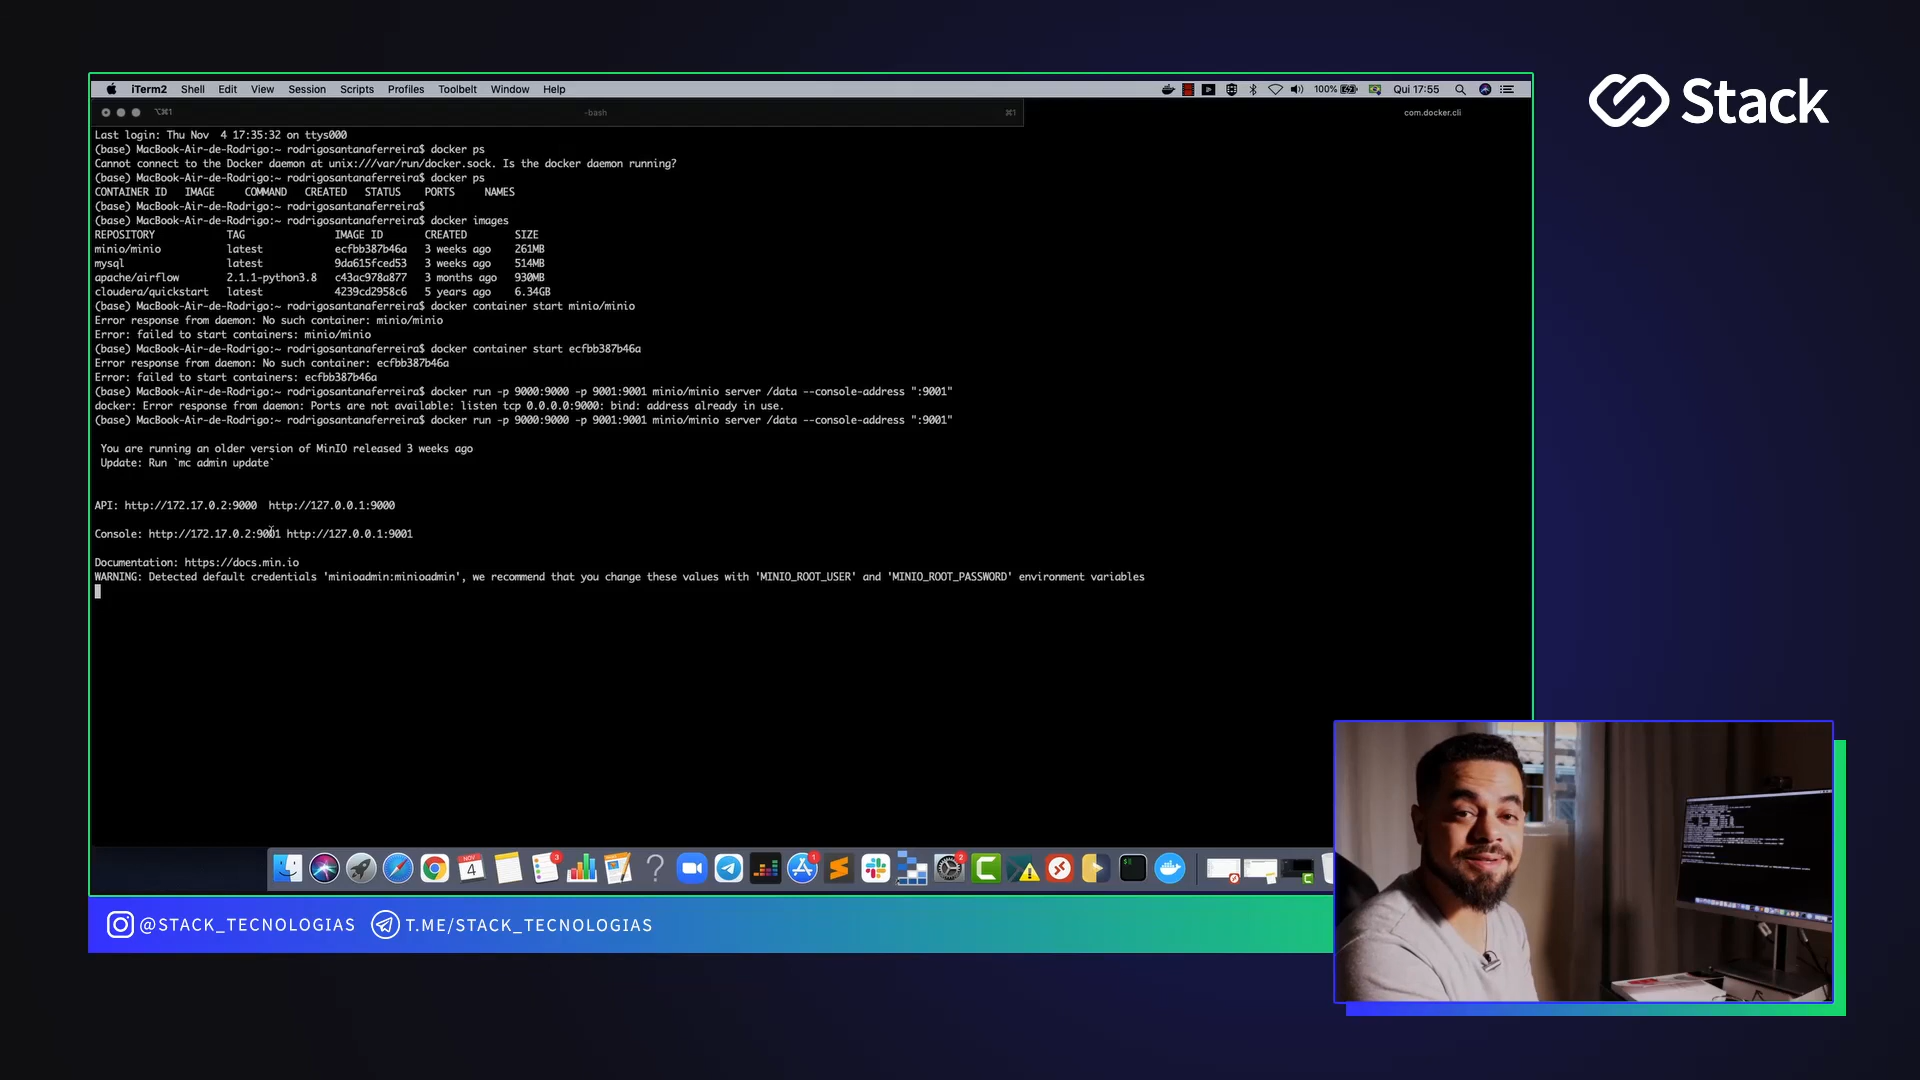 Stack
iTerm2 Shell Edit View Session Scripts Profiles Toolbelt Window Help 100% Qui 17:55
⌥⌘1 -bash ⌘1 com.docker.cli
Last login: Thu Nov  4 17:35:32 on ttys000
(base) MacBook-Air-de-Rodrigo:~ rodrigosantanaferreira$ docker ps
Cannot connect to the Docker daemon at unix:///var/run/docker.sock. Is the docker daemon running?
(base) MacBook-Air-de-Rodrigo:~ rodrigosantanaferreira$ docker ps
CONTAINER ID   IMAGE     COMMAND   CREATED   STATUS    PORTS     NAMES
(base) MacBook-Air-de-Rodrigo:~ rodrigosantanaferreira$
(base) MacBook-Air-de-Rodrigo:~ rodrigosantanaferreira$ docker images
REPOSITORY            TAG               IMAGE ID       CREATED        SIZE
minio/minio           latest            ecfbb387b46a   3 weeks ago    261MB
mysql                 latest            9da615fced53   3 weeks ago    514MB
apache/airflow        2.1.1-python3.8   c43ac978a877   3 months ago   930MB
cloudera/quickstart   latest            4239cd2958c6   5 years ago    6.34GB
(base) MacBook-Air-de-Rodrigo:~ rodrigosantanaferreira$ docker container start minio/minio
Error response from daemon: No such container: minio/minio
Error: failed to start containers: minio/minio
(base) MacBook-Air-de-Rodrigo:~ rodrigosantanaferreira$ docker container start ecfbb387b46a
Error response from daemon: No such container: ecfbb387b46a
Error: failed to start containers: ecfbb387b46a
(base) MacBook-Air-de-Rodrigo:~ rodrigosantanaferreira$ docker run -p 9000:9000 -p 9001:9001 minio/minio server /data --console-address ":9001"
docker: Error response from daemon: Ports are not available: listen tcp 0.0.0.0:9000: bind: address already in use.
(base) MacBook-Air-de-Rodrigo:~ rodrigosantanaferreira$ docker run -p 9000:9000 -p 9001:9001 minio/minio server /data --console-address ":9001"
You are running an older version of MinIO released 3 weeks ago
Update: Run `mc admin update`
API: http://172.17.0.2:9000  http://127.0.0.1:9000
Console: http://172.17.0.2:9001 http://127.0.0.1:9001
Documentation: https://docs.min.io
WARNING: Detected default credentials 'minioadmin:minioadmin', we recommend that you change these values with 'MINIO_ROOT_USER' and 'MINIO_ROOT_PASSWORD' environment variables
NOV
4
3
1
2
@STACK_TECNOLOGIAS T.ME/STACK_TECNOLOGIAS